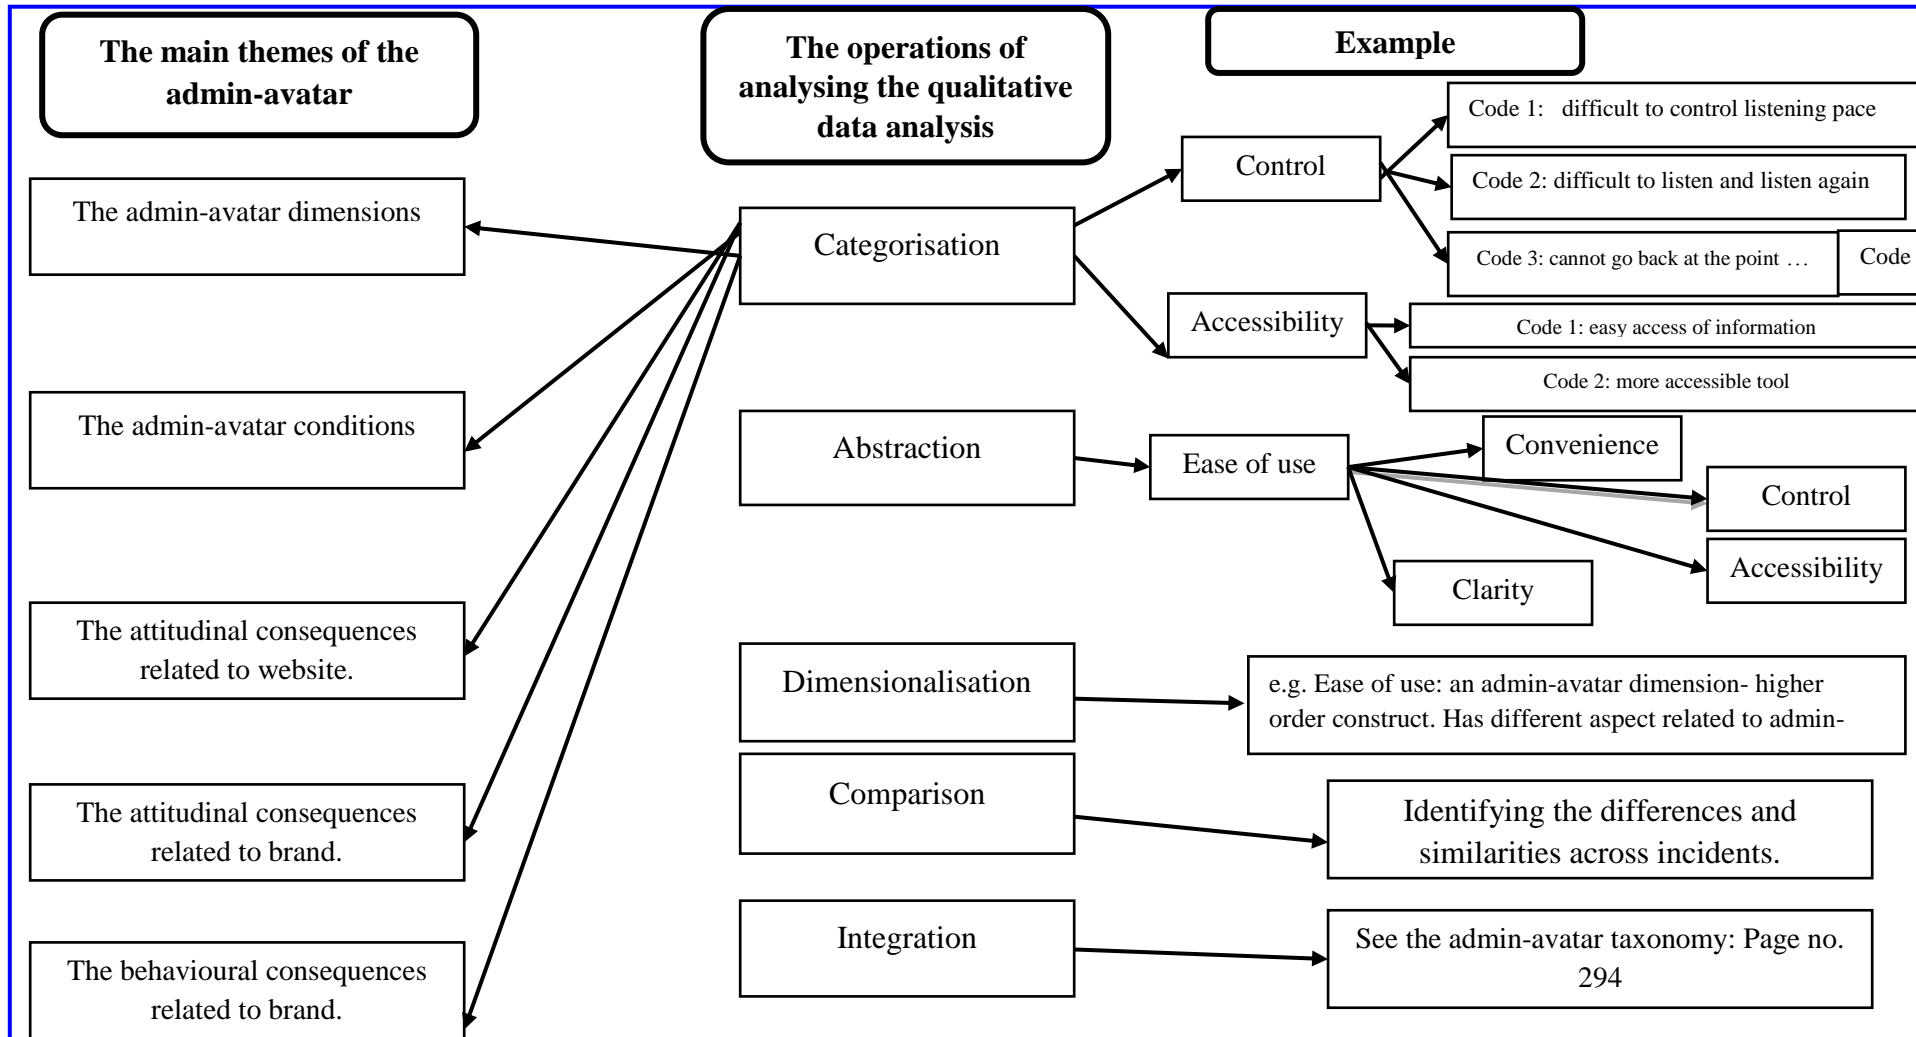 The main themes of the
admin-avatar
The operations of
analysing the qualitative
data analysis
Example
The admin-avatar dimensions
The admin-avatar conditions
The attitudinal consequences
related to website.
The attitudinal consequences
related to brand.
The behavioural consequences
related to brand.
Categorisation
Control
Code 1:   difficult to control listening pace
Code 2: difficult to listen and listen again
Code 3: cannot go back at the point …
Code
Accessibility
Code 1: easy access of information
Code 2: more accessible tool
Abstraction
Ease of use
Convenience
Control
Accessibility
Clarity
Dimensionalisation
e.g. Ease of use: an admin-avatar dimension- higher
order construct. Has different aspect related to admin-
Comparison
Identifying the differences and
similarities across incidents.
Integration
See the admin-avatar taxonomy: Page no.
294